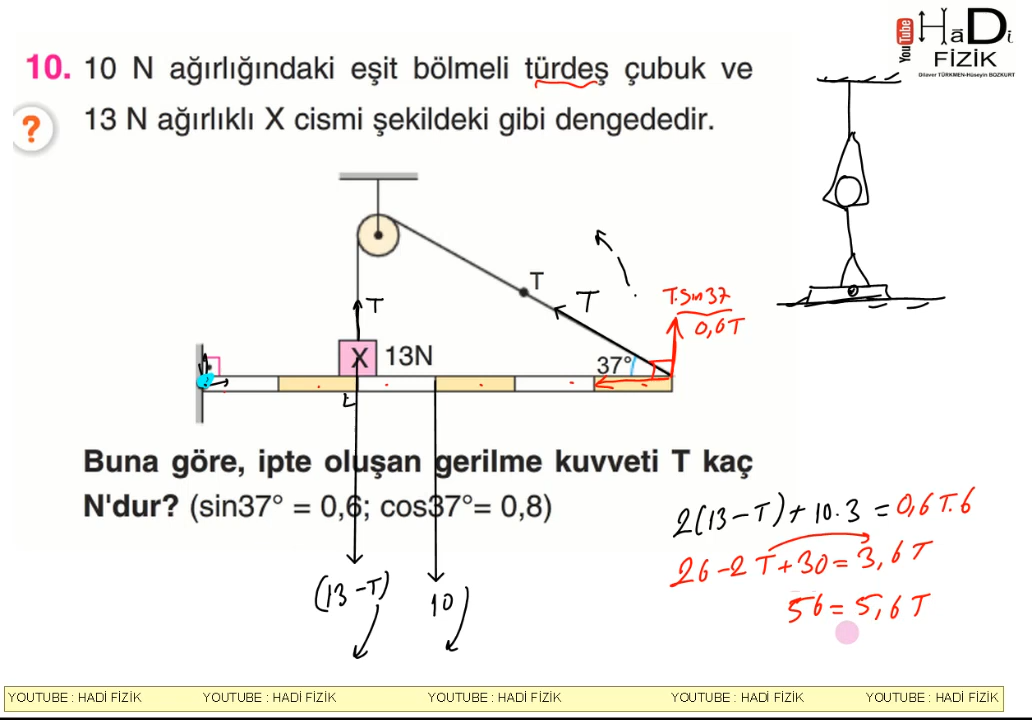 YouTube HaDi
FİZİK
Dilaver TÜRKMEN-Hüseyin BOZKURT
10. 10 N ağırlığındaki eşit bölmeli türdeş çubuk ve
? 13 N ağırlıklı X cismi şekildeki gibi dengededir.
T
T
T
T.Sin37
0,6T
X 13N
37°
Buna göre, ipte oluşan gerilme kuvveti T kaç
N'dur? (sin37° = 0,6; cos37°= 0,8)
2(13-T)+10.3=0,6T.6
26-2T+30=3,6T
(13-T)
10
56=5,6T
YOUTUBE : HADİ FİZİK YOUTUBE : HADİ FİZİK YOUTUBE : HADİ FİZİK YOUTUBE : HADİ FİZİK YOUTUBE : HADİ FİZİK